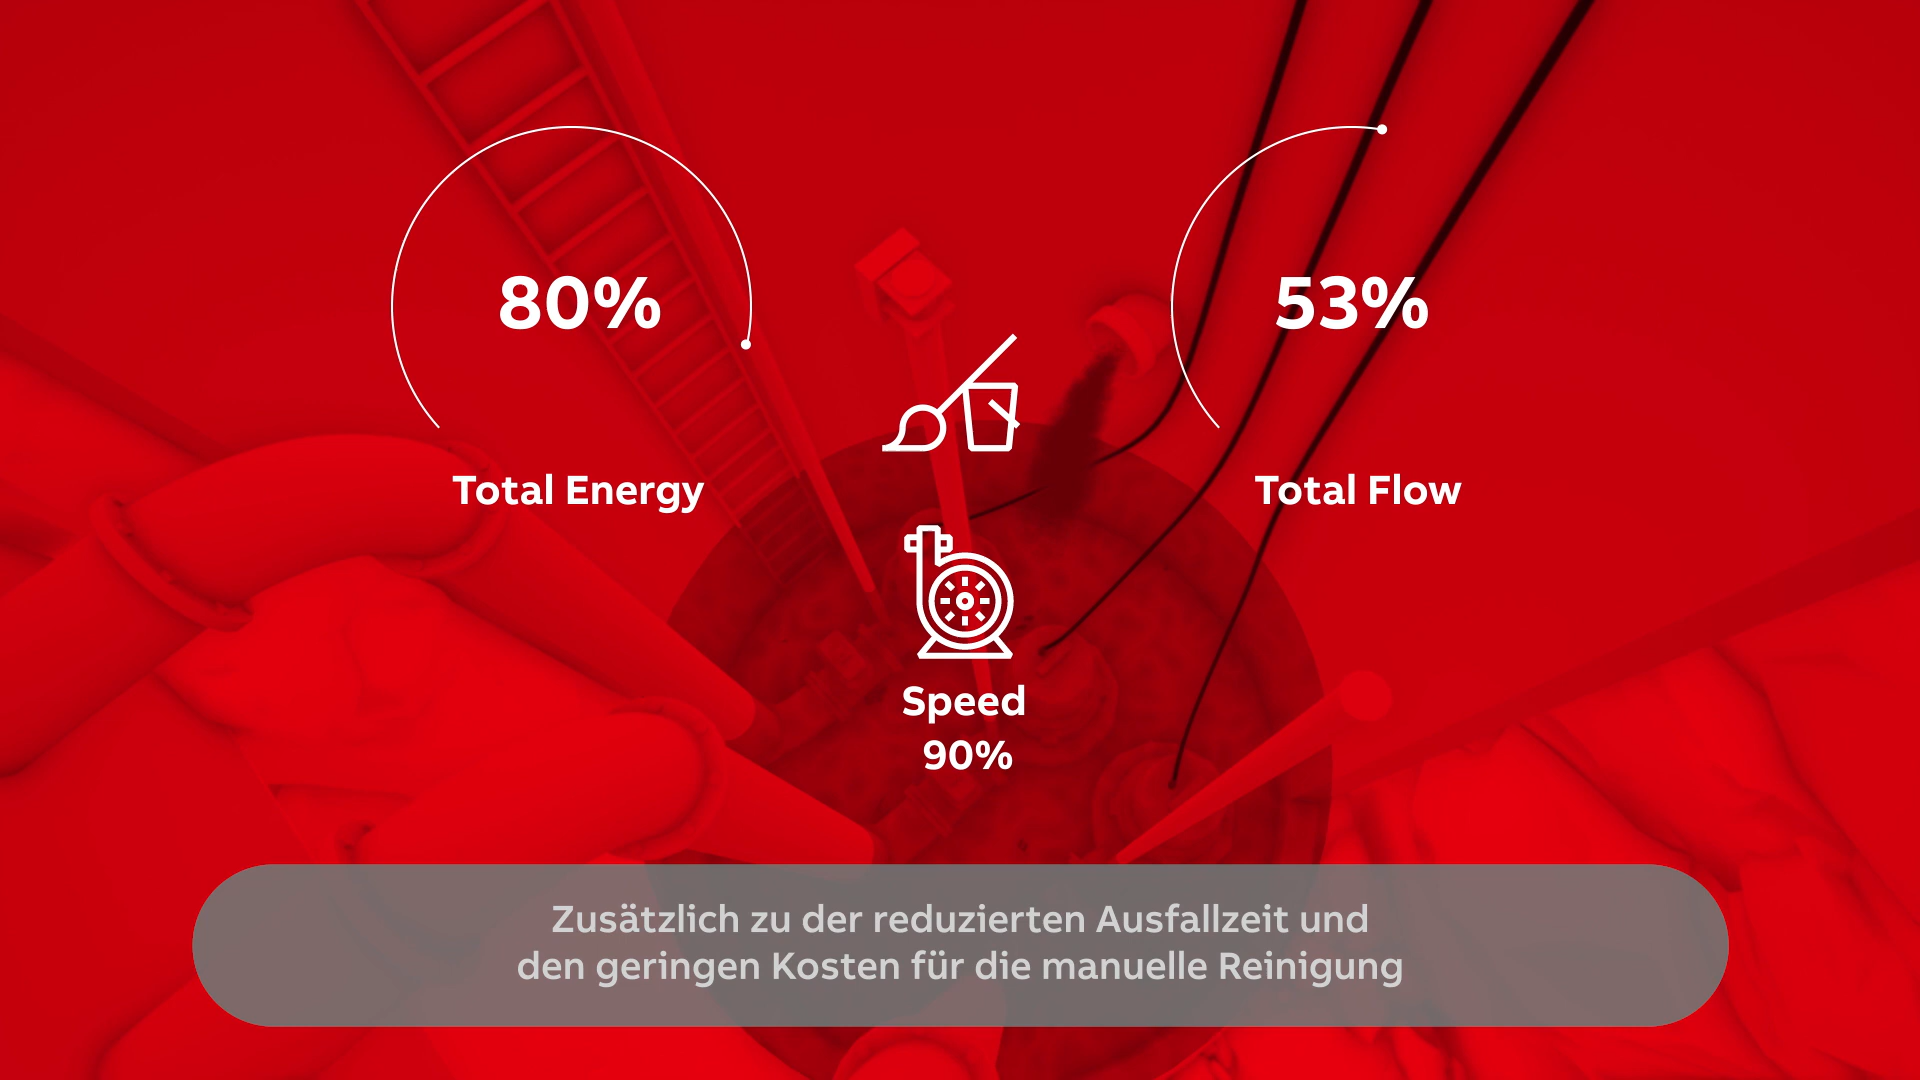 80%
53%
Total Energy
Total Flow
Speed
90%
Zusätzlich zu der reduzierten Ausfallzeit und
den geringen Kosten für die manuelle Reinigung